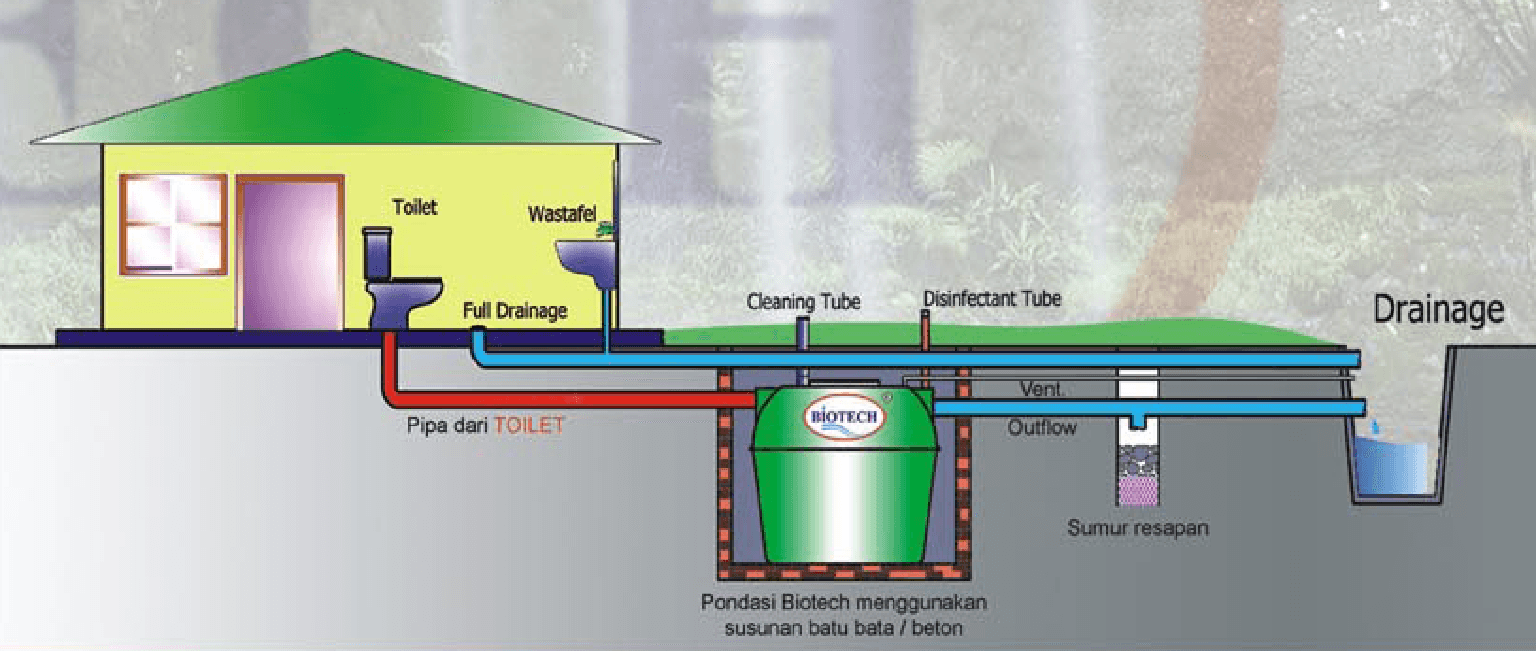 Toilet
Wastafel
Full Drainage
Cleaning Tube
Disinfectant Tube
Drainage
Pipa dari TOILET
BIOTECH
Vent.
Outflow
Sumur resapan
Pondasi Biotech menggunakan
susunan batu bata / beton